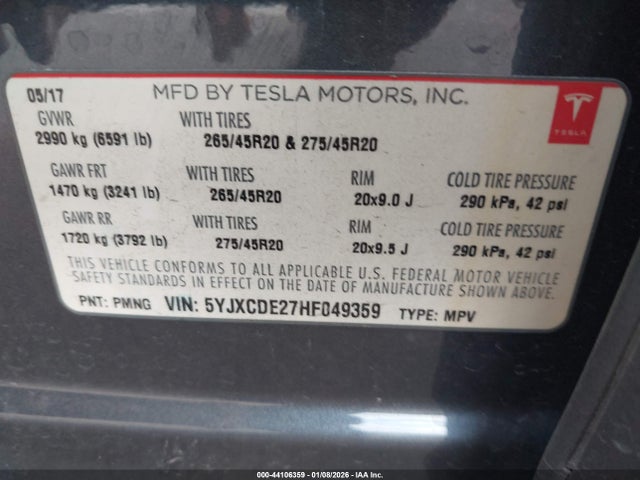 05/17 MFD BY TESLA MOTORS, INC.
GVWR WITH TIRES
2990 kg (6591 lb) 265/45R20 & 275/45R20
TESLA
GAWR FRT WITH TIRES RIM COLD TIRE PRESSURE
1470 kg (3241 lb) 265/45R20 20x9.0 J 290 kPa, 42 psi
GAWR RR WITH TIRES RIM COLD TIRE PRESSURE
1720 kg (3792 lb) 275/45R20 20x9.5 J 290 kPa, 42 psi
THIS VEHICLE CONFORMS TO ALL APPLICABLE U.S. FEDERAL MOTOR VEHICLE
SAFETY STANDARDS IN EFFECT ON THE DATE OF MANUFACTURE SHOWN ABOVE.
PNT: PMNG VIN: 5YJXCDE27HF049359 TYPE: MPV
000-44106359 | 01/08/2026 | IAA Inc.